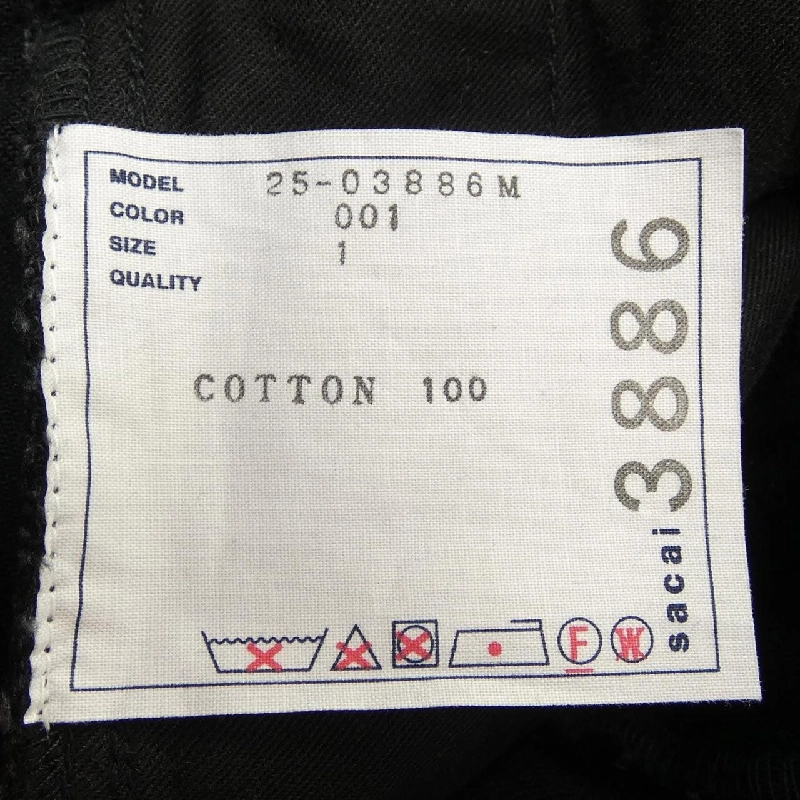 MODEL 25-03886M
COLOR 001
SIZE 1
QUALITY
COTTON 100
sacai 3886
F W